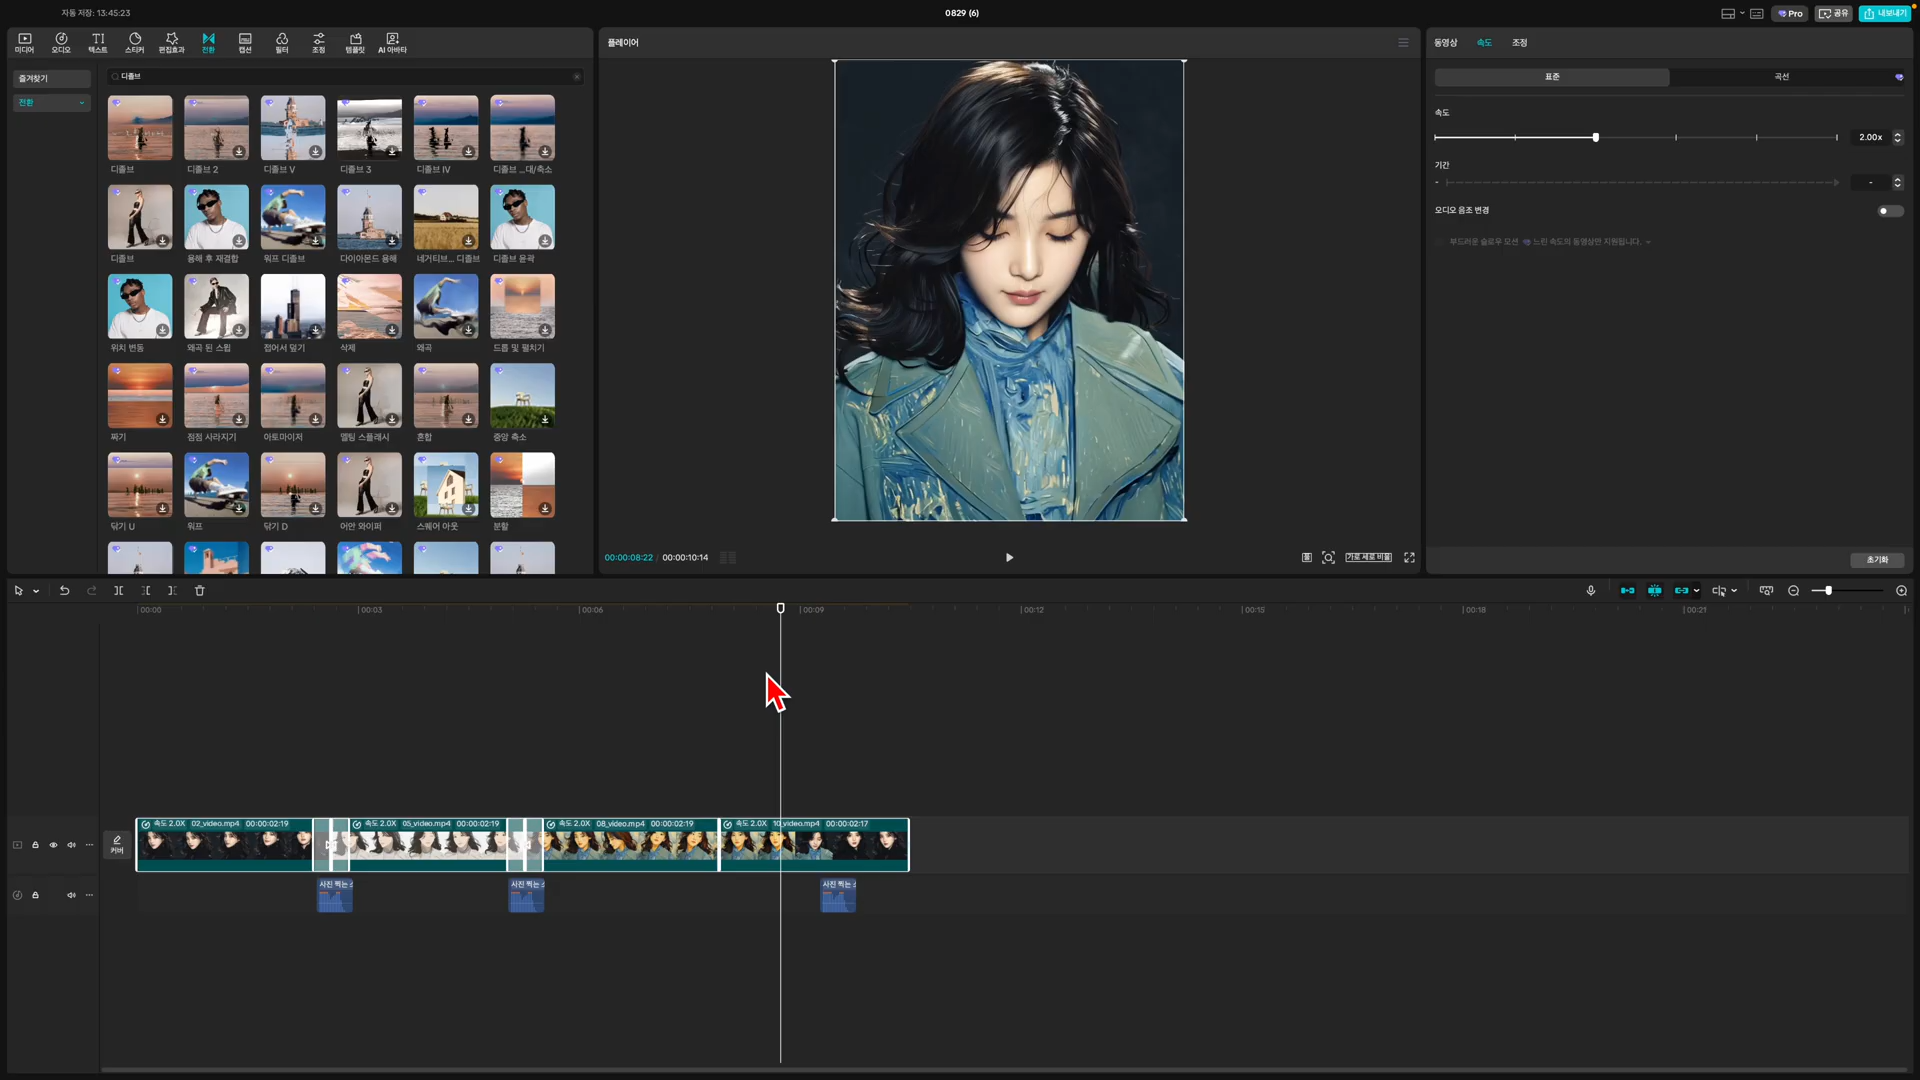 자동 저장: 13:45:23
0829 (6)
Pro
공유
내보내기
미디어
오디오
텍스트
스티커
편집효과
전환
캡션
필터
조정
템플릿
AI 아바타
즐겨찾기
전환
디졸브
디졸브
디졸브 2
디졸브 V
디졸브 3
디졸브 IV
디졸브 ...대/축소
디졸브
용해 후 재결합
워프 디졸브
다이아몬드 용해
네거티브... 디졸브
디졸브 윤곽
위치 변동
왜곡 된 스윕
접어서 덮기
삭제
왜곡
드롭 및 펼치기
짜기
점점 사라지기
아토마이저
멜팅 스플래시
혼합
중앙 축소
닦기 U
워프
닦기 D
어안 와이퍼
스퀘어 아웃
분할
플레이어
00:00:08:22
00:00:10:14
가로 세로 비율
동영상
속도
조정
표준
곡선
속도
2.00x
기간
-
-
오디오 음조 변경
부드러운 슬로우 모션
느린 속도의 동영상만 지원됩니다.
초기화
00:00
00:03
00:06
00:09
00:12
00:15
00:18
00:21
커버
속도 2.0X 02_video.mp4 00:00:02:19
속도 2.0X 05_video.mp4 00:00:02:19
속도 2.0X 08_video.mp4 00:00:02:19
속도 2.0X 10_video.mp4 00:00:02:17
사진 찍는
사진 찍는
사진 찍는